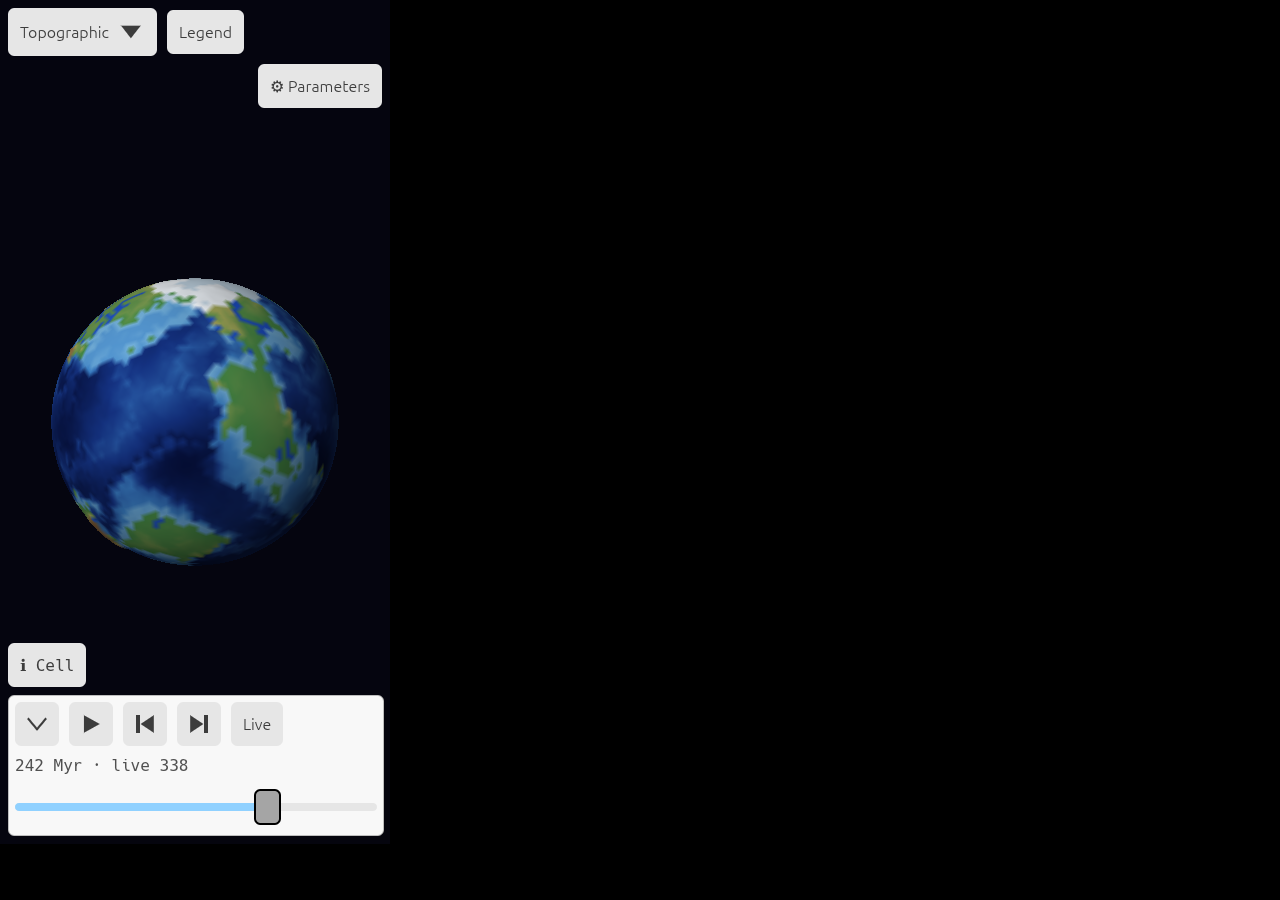 Topographic
Legend
⚙ Parameters
ℹ Cell
Live
242 Myr · live 338